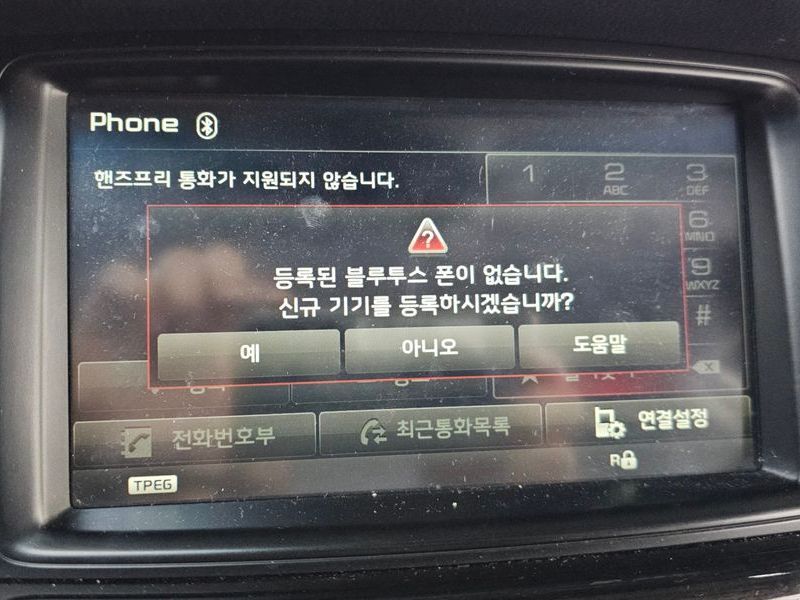 Phone
핸즈프리 통화가 지원되지 않습니다.
1 2 3
ABC DEF
6
MNO
9
WXYZ
#
등록된 블루투스 폰이 없습니다.
신규 기기를 등록하시겠습니까?
예 아니오 도움말
전화번호부 최근통화목록 연결설정
R
TPEG